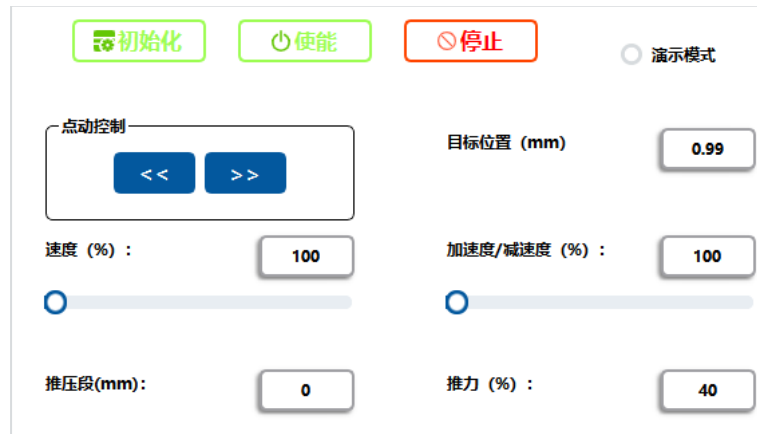 初始化 使能 停止 演示模式
点动控制
<< >>
目标位置 (mm) 0.99
速度 (%) : 100 加速度/减速度 (%) : 100
推压段(mm): 0 推力 (%) : 40